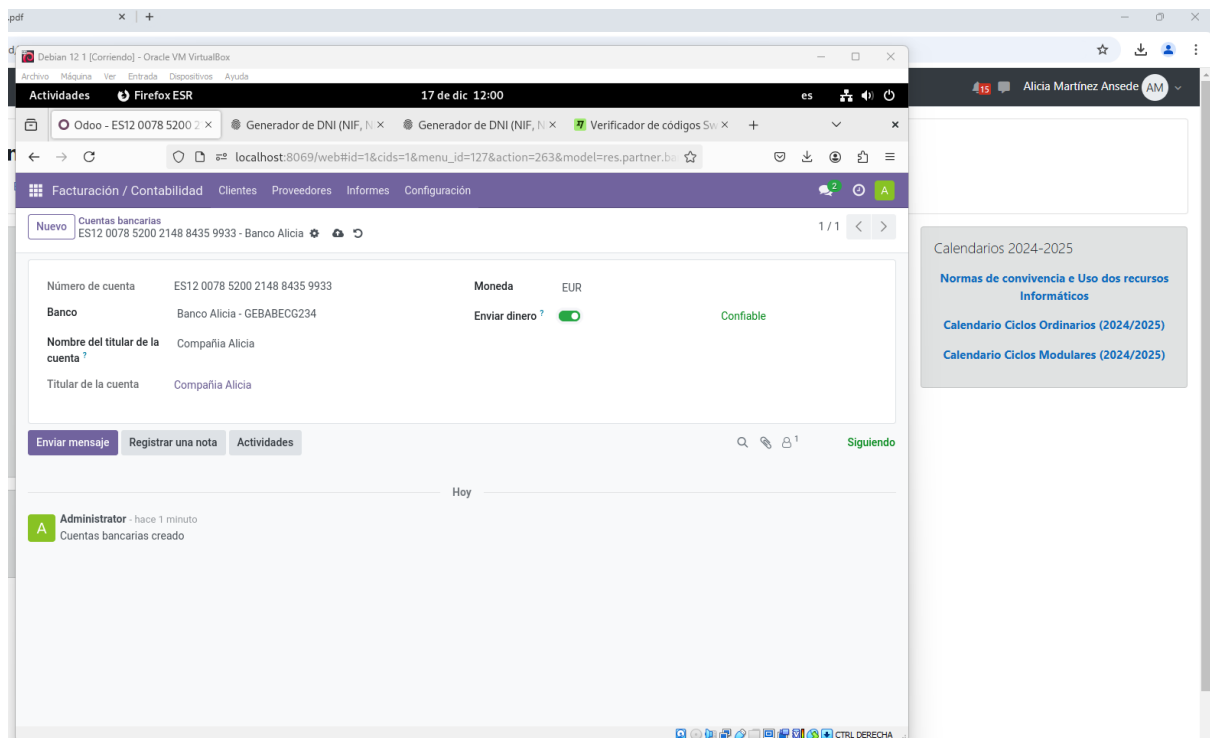 .pdf
Debian 12 1 [Corriendo] - Oracle VM VirtualBox
Archivo Máquina Ver Entrada Dispositivos Ayuda
Actividades Firefox ESR 17 de dic 12:00 es
15 Alicia Martínez Ansede AM
Odoo - ES12 0078 5200 2 Generador de DNI (NIF, N Generador de DNI (NIF, N Verificador de códigos Sw
localhost:8069/web#id=1&cids=1&menu_id=127&action=263&model=res.partner.ba
Facturación / Contabilidad Clientes Proveedores Informes Configuración 2 A
Nuevo Cuentas bancarias
ES12 0078 5200 2148 8435 9933 - Banco Alicia 1 / 1
Número de cuenta ES12 0078 5200 2148 8435 9933 Moneda EUR
Banco Banco Alicia - GEBABECG234 Enviar dinero ? Confiable
Nombre del titular de la cuenta ? Compañia Alicia
Titular de la cuenta Compañia Alicia
Enviar mensaje Registrar una nota Actividades 1 Siguiendo
Hoy
A Administrator - hace 1 minuto
Cuentas bancarias creado
CTRL DERECHA
Calendarios 2024-2025
Normas de convivencia e Uso dos recursos
Informáticos
Calendario Ciclos Ordinarios (2024/2025)
Calendario Ciclos Modulares (2024/2025)